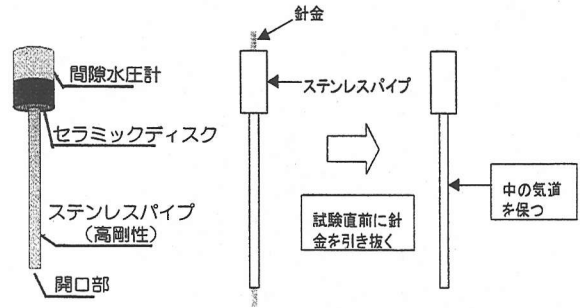 間隙水圧計
セラミックディスク
ステンレスパイプ
(高剛性)
開口部
針金
ステンレスパイプ
試験直前に針
金を引き抜く
中の気道
を保つ